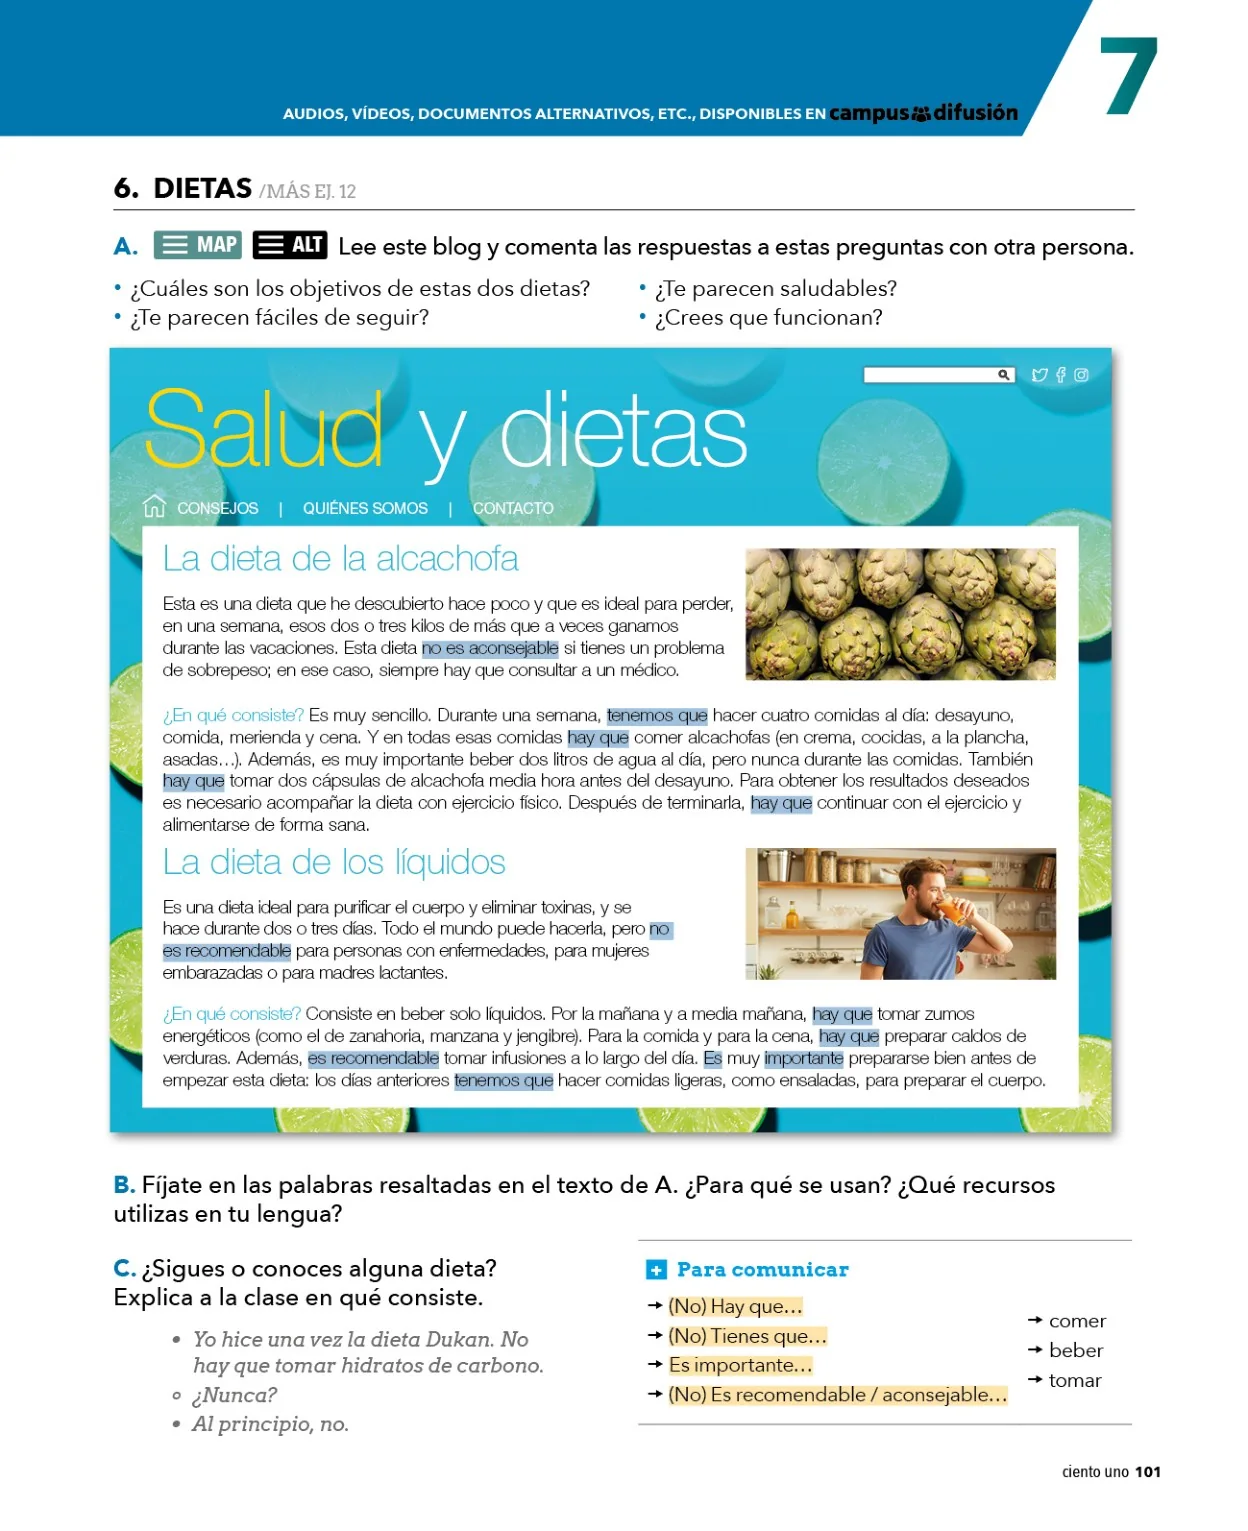 7
AUDIOS, VÍDEOS, DOCUMENTOS ALTERNATIVOS, ETC., DISPONIBLES EN campus difusión
6. DIETAS /MÁS EJ. 12
A. MAP ALT Lee este blog y comenta las respuestas a estas preguntas con otra persona.
• ¿Cuáles son los objetivos de estas dos dietas?
• ¿Te parecen fáciles de seguir?
• ¿Te parecen saludables?
• ¿Crees que funcionan?
Salud y dietas
CONSEJOS | QUIÉNES SOMOS | CONTACTO
La dieta de la alcachofa
Esta es una dieta que he descubierto hace poco y que es ideal para perder,
en una semana, esos dos o tres kilos de más que a veces ganamos
durante las vacaciones. Esta dieta no es aconsejable si tienes un problema
de sobrepeso; en ese caso, siempre hay que consultar a un médico.
¿En qué consiste? Es muy sencillo. Durante una semana, tenemos que hacer cuatro comidas al día: desayuno,
comida, merienda y cena. Y en todas esas comidas hay que comer alcachofas (en crema, cocidas, a la plancha,
asadas...). Además, es muy importante beber dos litros de agua al día, pero nunca durante las comidas. También
hay que tomar dos cápsulas de alcachofa media hora antes del desayuno. Para obtener los resultados deseados
es necesario acompañar la dieta con ejercicio físico. Después de terminarla, hay que continuar con el ejercicio y
alimentarse de forma sana.
La dieta de los líquidos
Es una dieta ideal para purificar el cuerpo y eliminar toxinas, y se
hace durante dos o tres días. Todo el mundo puede hacerla, pero no
es recomendable para personas con enfermedades, para mujeres
embarazadas o para madres lactantes.
¿En qué consiste? Consiste en beber solo líquidos. Por la mañana y a media mañana, hay que tomar zumos
energéticos (como el de zanahoria, manzana y jengibre). Para la comida y para la cena, hay que preparar caldos de
verduras. Además, es recomendable tomar infusiones a lo largo del día. Es muy importante prepararse bien antes de
empezar esta dieta: los días anteriores tenemos que hacer comidas ligeras, como ensaladas, para preparar el cuerpo.
B. Fíjate en las palabras resaltadas en el texto de A. ¿Para qué se usan? ¿Qué recursos
utilizas en tu lengua?
C. ¿Sigues o conoces alguna dieta?
Explica a la clase en qué consiste.
• Yo hice una vez la dieta Dukan. No
hay que tomar hidratos de carbono.
○ ¿Nunca?
• Al principio, no.
+ Para comunicar
→ (No) Hay que...
→ (No) Tienes que...
→ Es importante...
→ (No) Es recomendable / aconsejable...
→ comer
→ beber
→ tomar
ciento uno 101